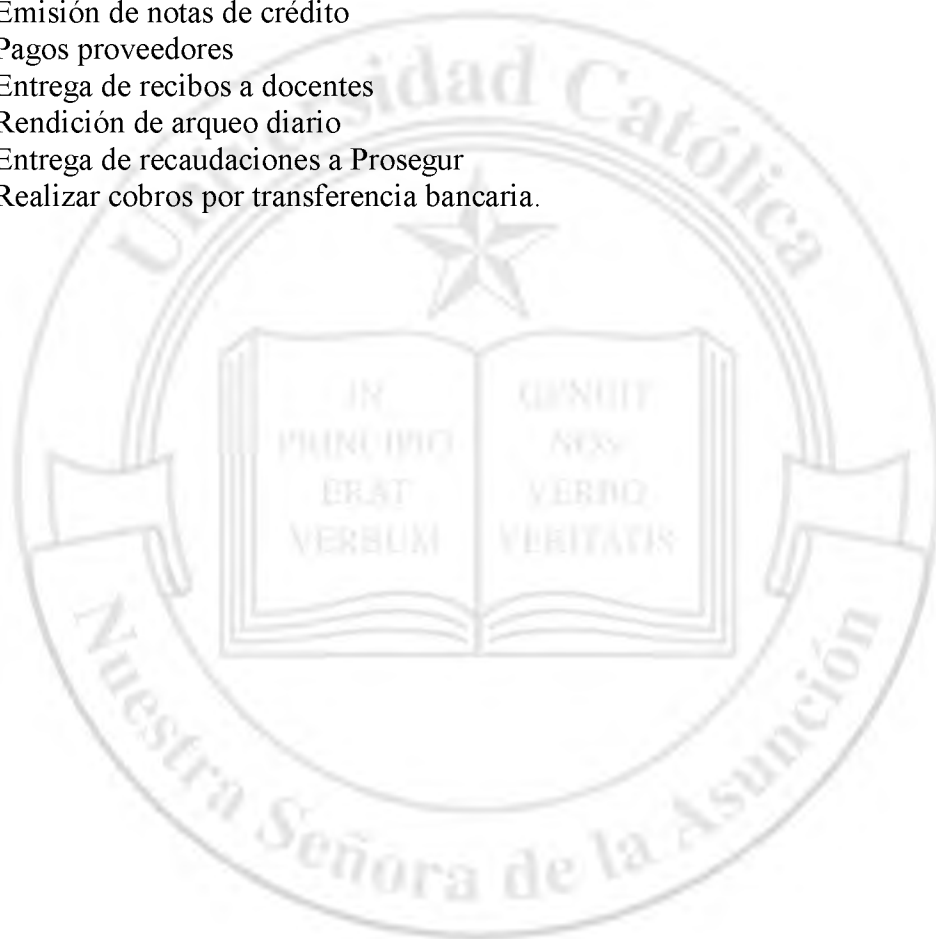 Emisión de notas de crédito
Pagos proveedores
Entrega de recibos a docentes
Rendición de arqueo diario
Entrega de recaudaciones a Prosegur
Realizar cobros por transferencia bancaria.
Universidad Católica
IN
PRINCIPIO
ERAT
VERBUM
GENUIT
NOS
VERBO
VERITATIS
Nuestra Señora de la Asunción